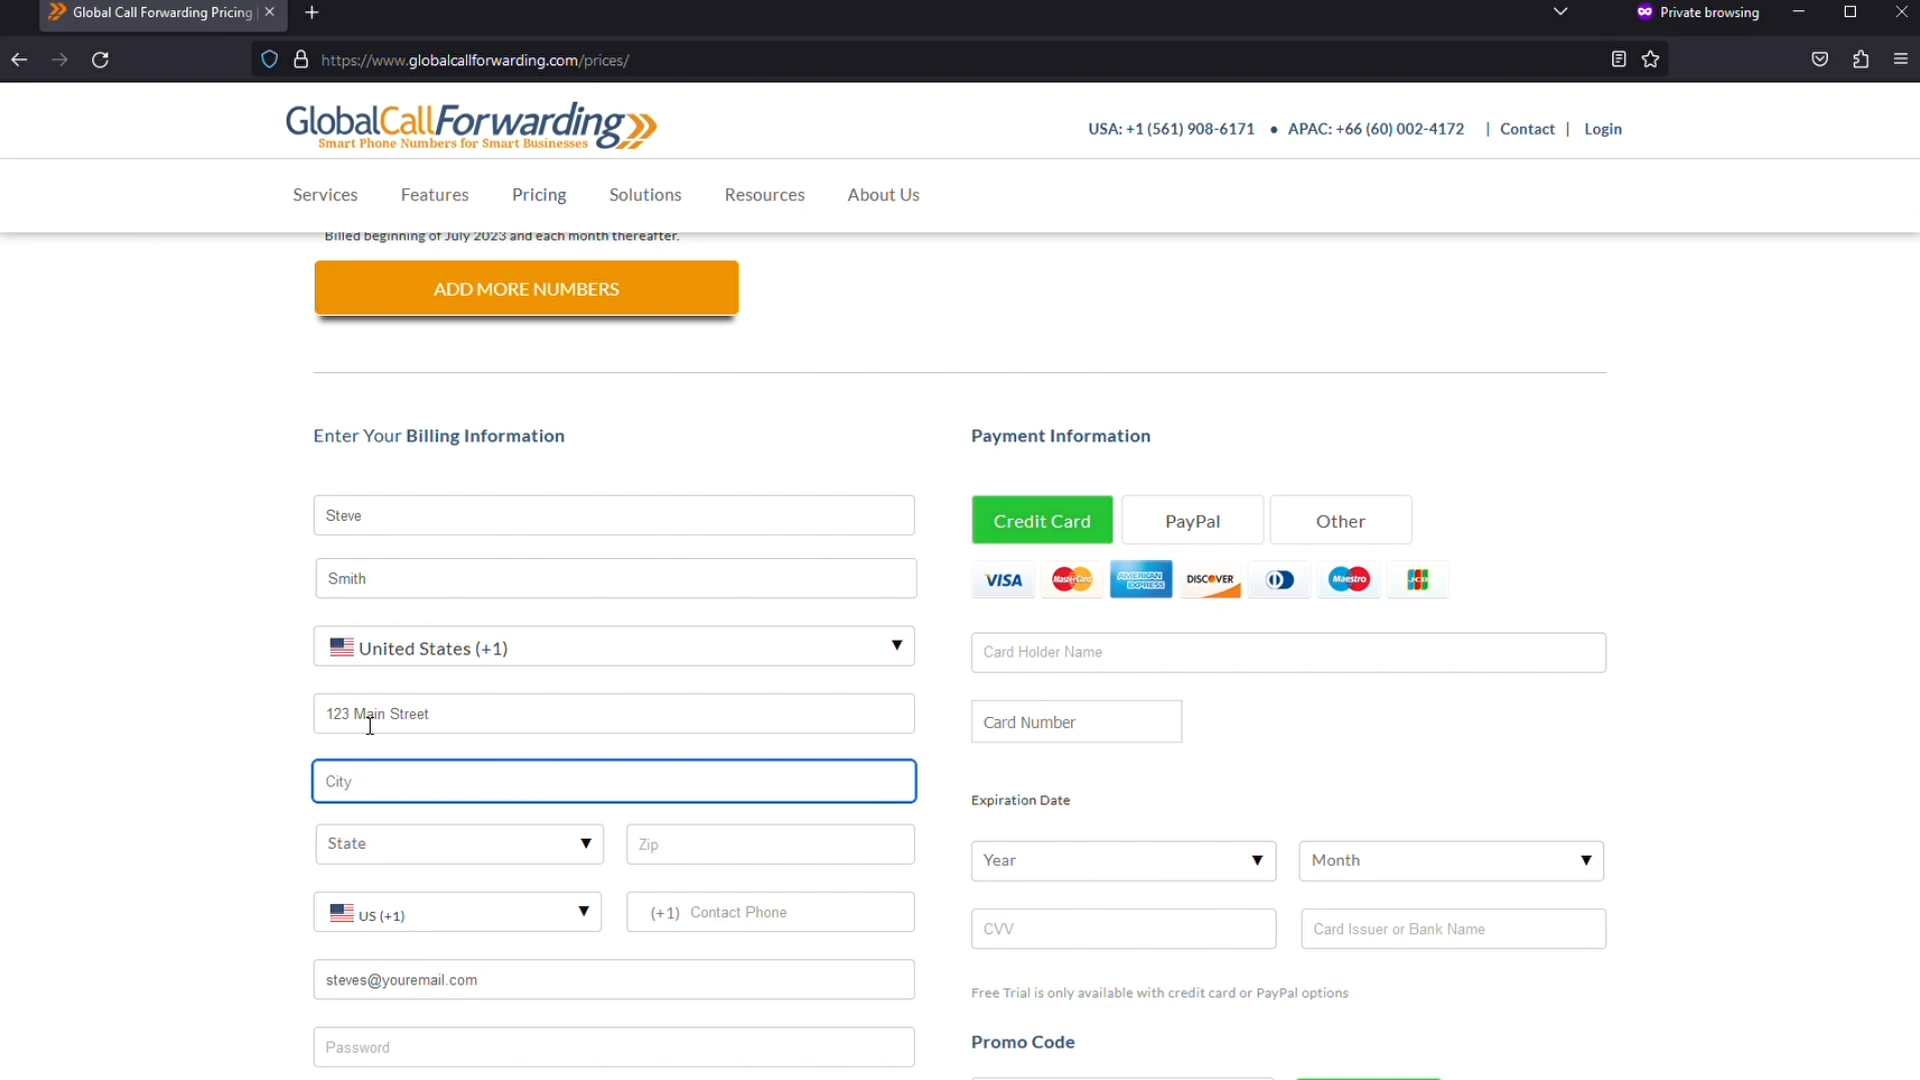 Global Call Forwarding Pricing |
Private browsing
https://www.globalcallforwarding.com/prices/
GlobalCallForwarding
Smart Phone Numbers for Smart Businesses
USA: +1 (561) 908-6171 • APAC: +66 (60) 002-4172 | Contact | Login
Services Features Pricing Solutions Resources About Us
Billed beginning of July 2023 and each month thereafter.
ADD MORE NUMBERS
Enter Your Billing Information
Steve
Smith
United States (+1)
123 Main Street
City
State Zip
US (+1) (+1) Contact Phone
steves@youremail.com
Password
Payment Information
Credit Card PayPal Other
VISA MasterCard AMERICAN EXPRESS DISCOVER Maestro JCB
Card Holder Name
Card Number
Expiration Date
Year Month
CVV Card Issuer or Bank Name
Free Trial is only available with credit card or PayPal options
Promo Code